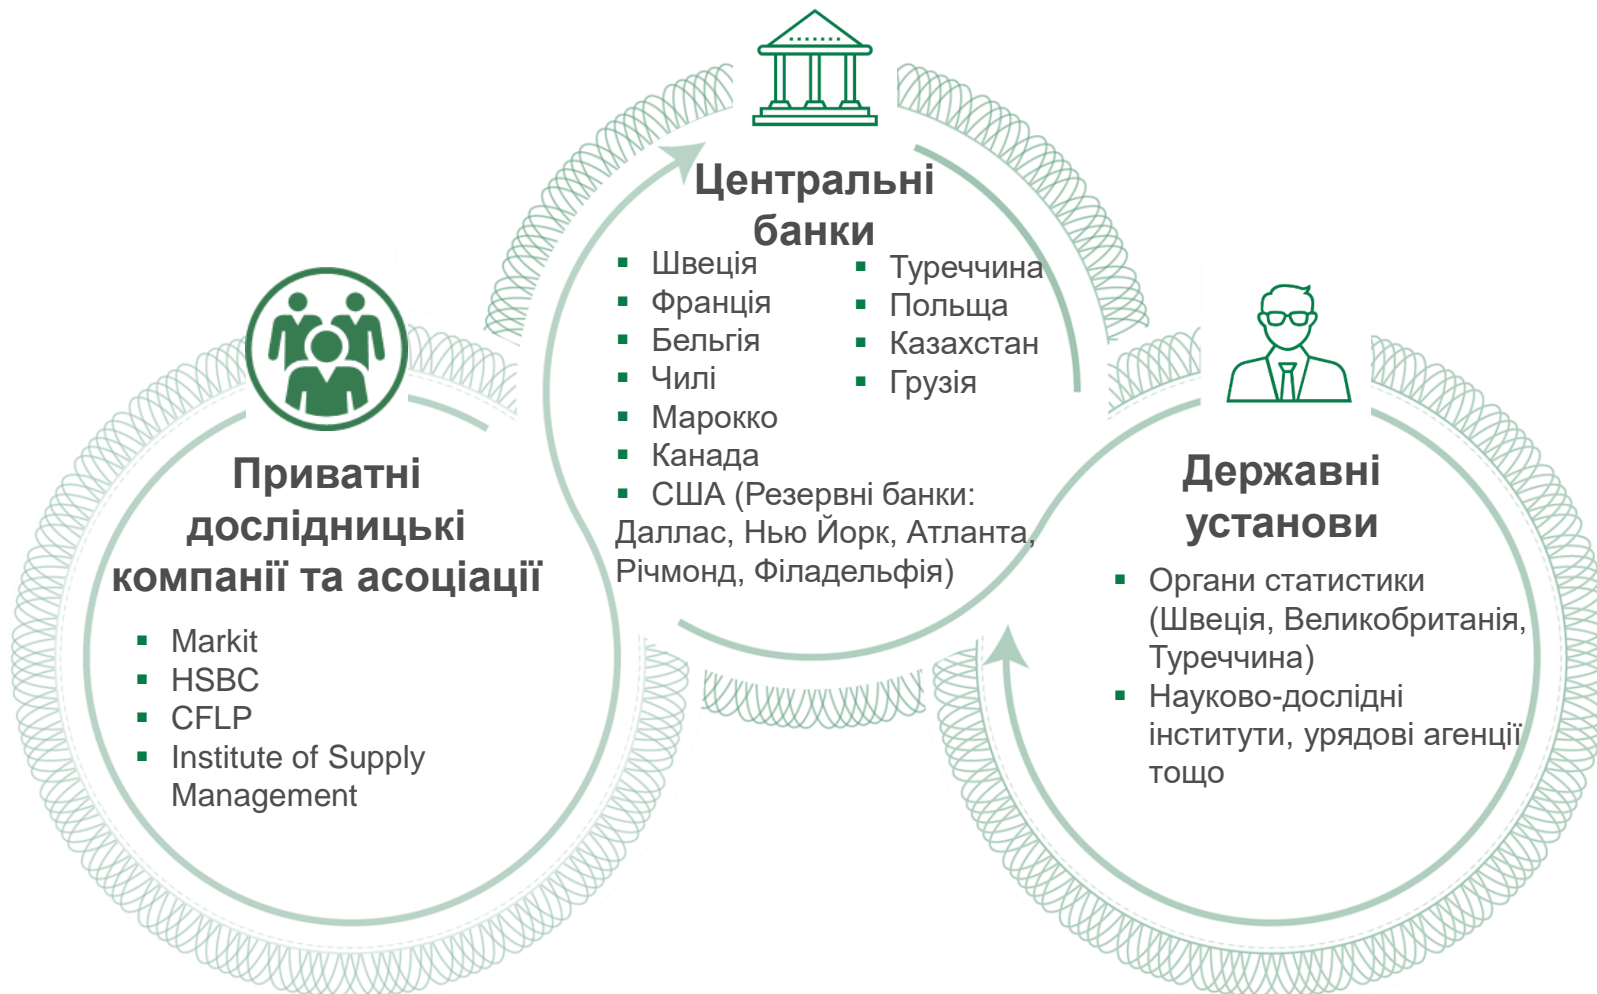 Центральні
банки
▪ Швеція
▪ Франція
▪ Бельгія
▪ Чилі
▪ Марокко
▪ Канада
▪ США (Резервні банки:
Даллас, Нью Йорк, Атланта,
Річмонд, Філадельфія)
▪ Туреччина
▪ Польща
▪ Казахстан
▪ Грузія
Приватні
дослідницькі
компанії та асоціації
▪ Markit
▪ HSBC
▪ CFLP
▪ Institute of Supply
Management
Державні
установи
▪ Органи статистики
(Швеція, Великобританія,
Туреччина)
▪ Науково-дослідні
інститути, урядові агенції
тощо